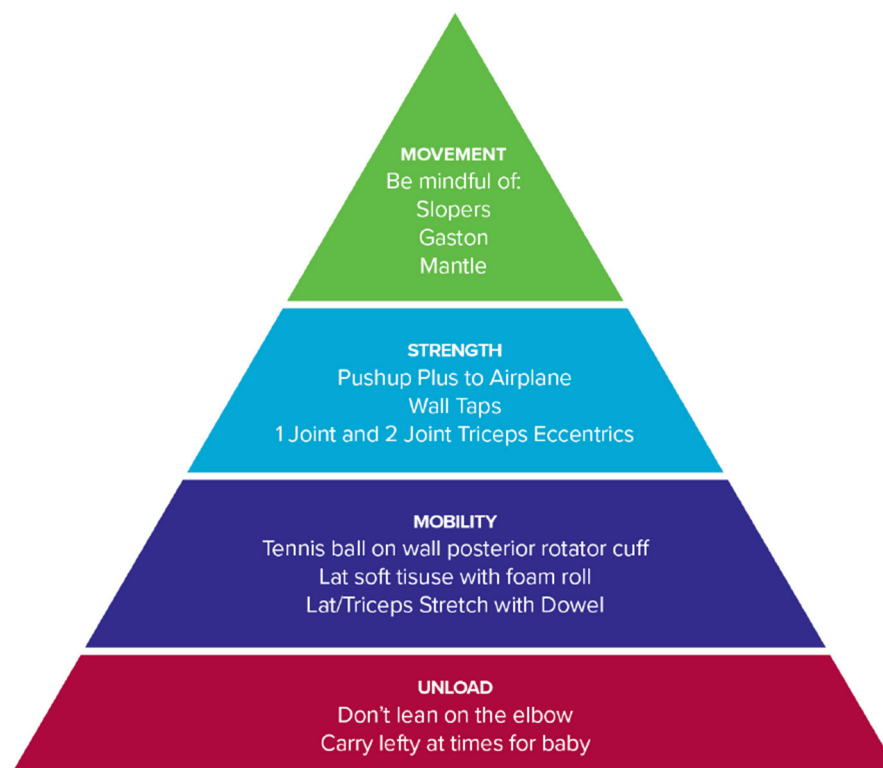 MOVEMENT
Be mindful of:
Slopers
Gaston
Mantle
STRENGTH
Pushup Plus to Airplane
Wall Taps
1 Joint and 2 Joint Triceps Eccentrics
MOBILITY
Tennis ball on wall posterior rotator cuff
Lat soft tisuse with foam roll
Lat/Triceps Stretch with Dowel
UNLOAD
Don’t lean on the elbow
Carry lefty at times for baby